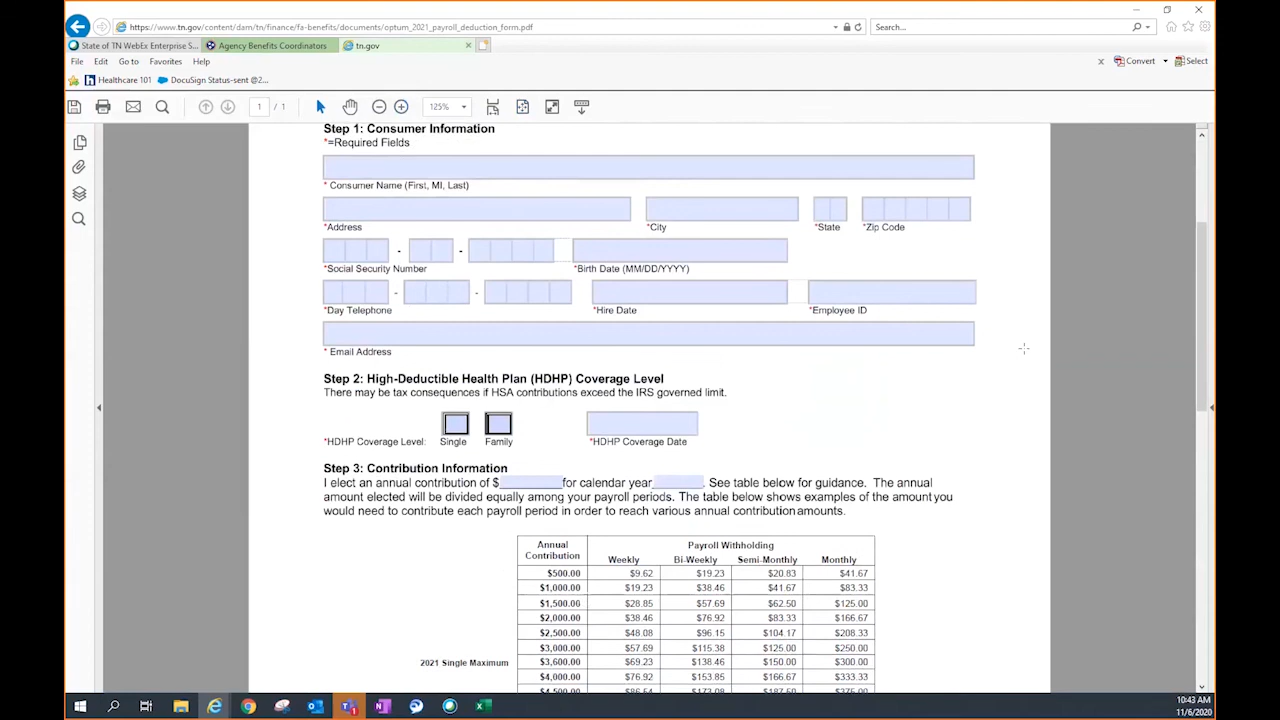 https://www.tn.gov/content/dam/tn/finance/fa-benefits/documents/optum_2021_payroll_deduction_form.pdf
Search...
State of TN WebEx Enterprise S...
Agency Benefits Coordinators
tn.gov
File Edit Go to Favorites Help
x Convert Select
Healthcare 101 DocuSign Status-sent @2...
1 / 1 125%
Step 1: Consumer Information
*=Required Fields
* Consumer Name (First, MI, Last)
*Address *City *State *Zip Code
- -
*Social Security Number *Birth Date (MM/DD/YYYY)
- -
*Day Telephone *Hire Date *Employee ID
* Email Address
Step 2: High-Deductible Health Plan (HDHP) Coverage Level
There may be tax consequences if HSA contributions exceed the IRS governed limit.
*HDHP Coverage Level: Single Family *HDHP Coverage Date
Step 3: Contribution Information
I elect an annual contribution of $ for calendar year . See table below for guidance. The annual
amount elected will be divided equally among your payroll periods. The table below shows examples of the amount you
would need to contribute each payroll period in order to reach various annual contribution amounts.
Annual Contribution Payroll Withholding
Weekly Bi-Weekly Semi-Monthly Monthly
$500.00 $9.62 $19.23 $20.83 $41.67
$1,000.00 $19.23 $38.46 $41.67 $83.33
$1,500.00 $28.85 $57.69 $62.50 $125.00
$2,000.00 $38.46 $76.92 $83.33 $166.67
$2,500.00 $48.08 $96.15 $104.17 $208.33
$3,000.00 $57.69 $115.38 $125.00 $250.00
2021 Single Maximum $3,600.00 $69.23 $138.46 $150.00 $300.00
$4,000.00 $76.92 $153.85 $166.67 $333.33
$4,500.00 $86.54 $173.08 $187.50 $375.00
10:43 AM
11/6/2020